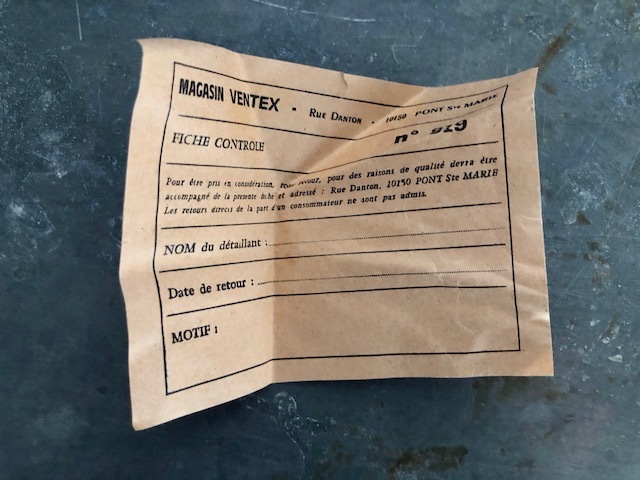 MAGASIN VENTEX - RUE DANTON - 10150 PONT Ste MARIE
FICHE CONTROLE n° 949
Pour être pris en considération, tout retour, pour des raisons de qualité devra être
accompagné de la présente fiche et adressé : Rue Danton, 10150 PONT Ste MARIE
Les retours directs de la part d'un consommateur ne sont pas admis.
NOM du détaillant :
Date de retour :
MOTIF :